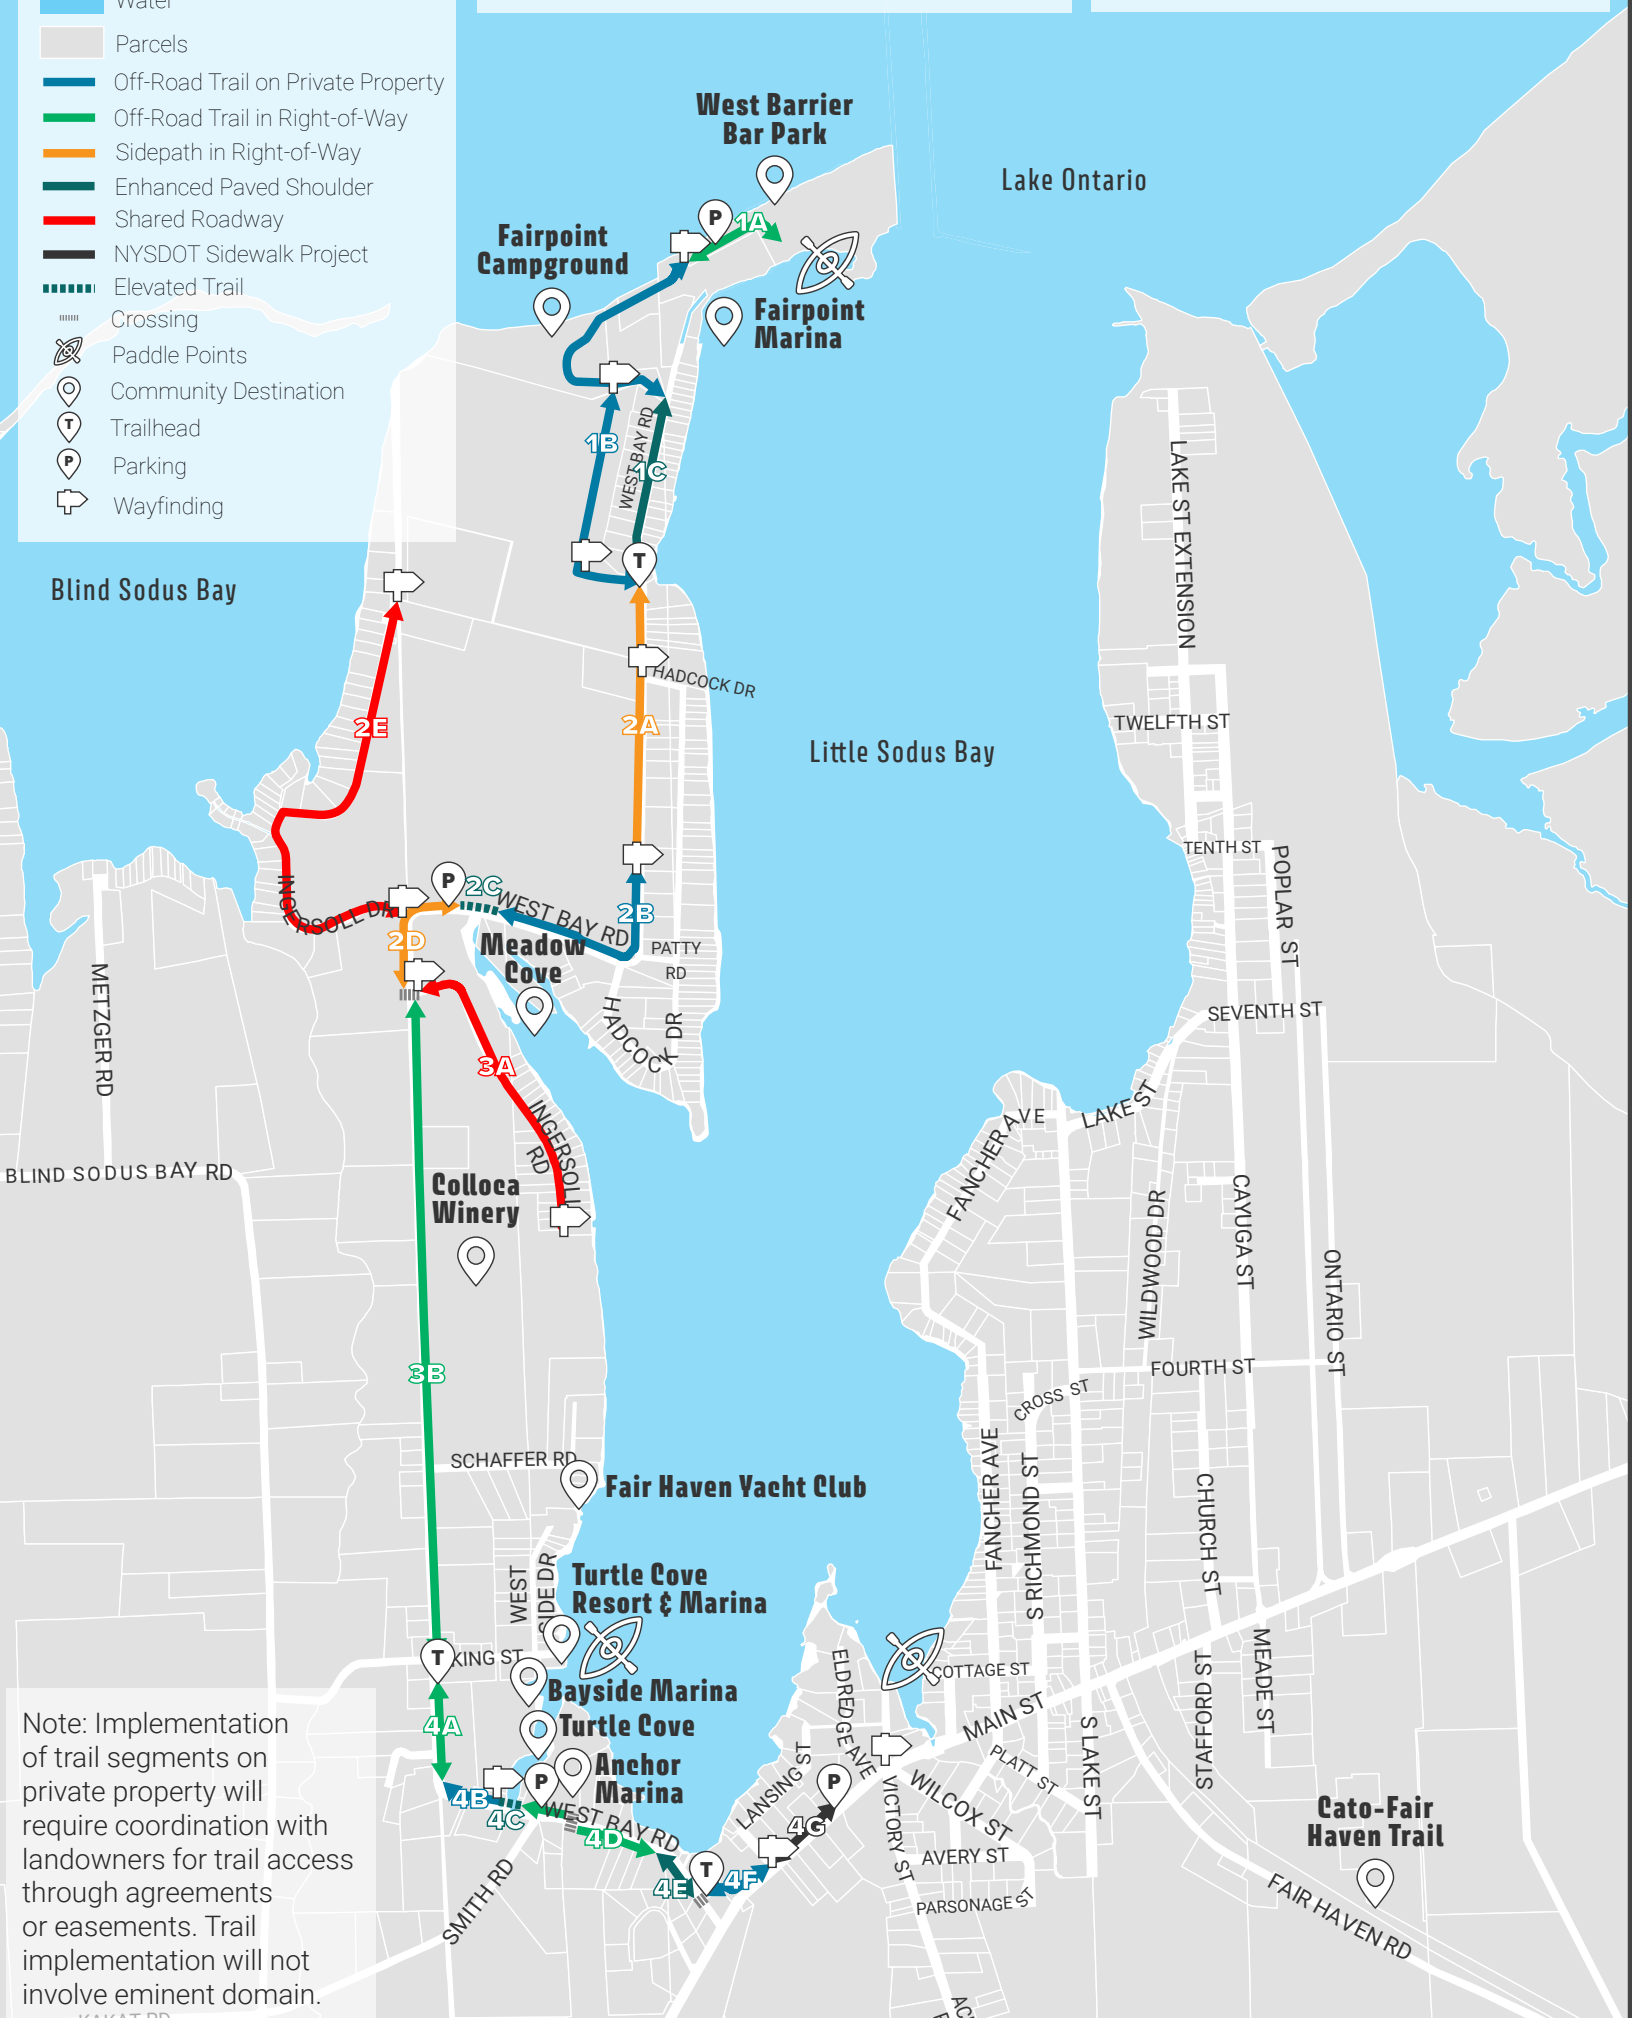 Water
Parcels
Off-Road Trail on Private Property
Off-Road Trail in Right-of-Way
Sidepath in Right-of-Way
Enhanced Paved Shoulder
Shared Roadway
NYSDOT Sidewalk Project
Elevated Trail
Crossing
Paddle Points
Community Destination
T
Trailhead
P
Parking
Wayfinding
West Barrier
Bar Park
Lake Ontario
P
1A
Fairpoint
Campground
Fairpoint
Marina
1B
WEST BAY RD
1C
T
Blind Sodus Bay
HADCOCK DR
2E
2A
Little Sodus Bay
LAKE ST EXTENSION
TWELFTH ST
TENTH ST
POPLAR ST
P
2C
WEST BAY RD
INGERSOLL DR
2D
2B
Meadow
Cove
PATTY
RD
METZGER RD
HADCOCK DR
SEVENTH ST
3A
INGERSOLL
RD
LAKE ST
FANCHER AVE
BLIND SODUS BAY RD
Colloca
Winery
WILDWOOD DR
CAYUGA ST
ONTARIO ST
3B
FOURTH ST
CROSS ST
SCHAFFER RD
Fair Haven Yacht Club
FANCHER AVE
S RICHMOND ST
CHURCH ST
WEST
SIDE DR
Turtle Cove
Resort & Marina
T
KING ST
ELDREDGE AVE
COTTAGE ST
STAFFORD ST
MEADE ST
Bayside Marina
MAIN ST
4A
Turtle Cove
S LAKE ST
Anchor
Marina
P
LANSING ST
P
PLATT ST
WILCOX ST
VICTORY ST
4B
4C
WEST BAY RD
4D
4G
AVERY ST
Cato-Fair
Haven Trail
4E
T
4F
PARSONAGE ST
SMITH RD
FAIR HAVEN RD
Note: Implementation
of trail segments on
private property will
require coordination with
landowners for trail access
through agreements
or easements. Trail
implementation will not
involve eminent domain.
KAKAT RD